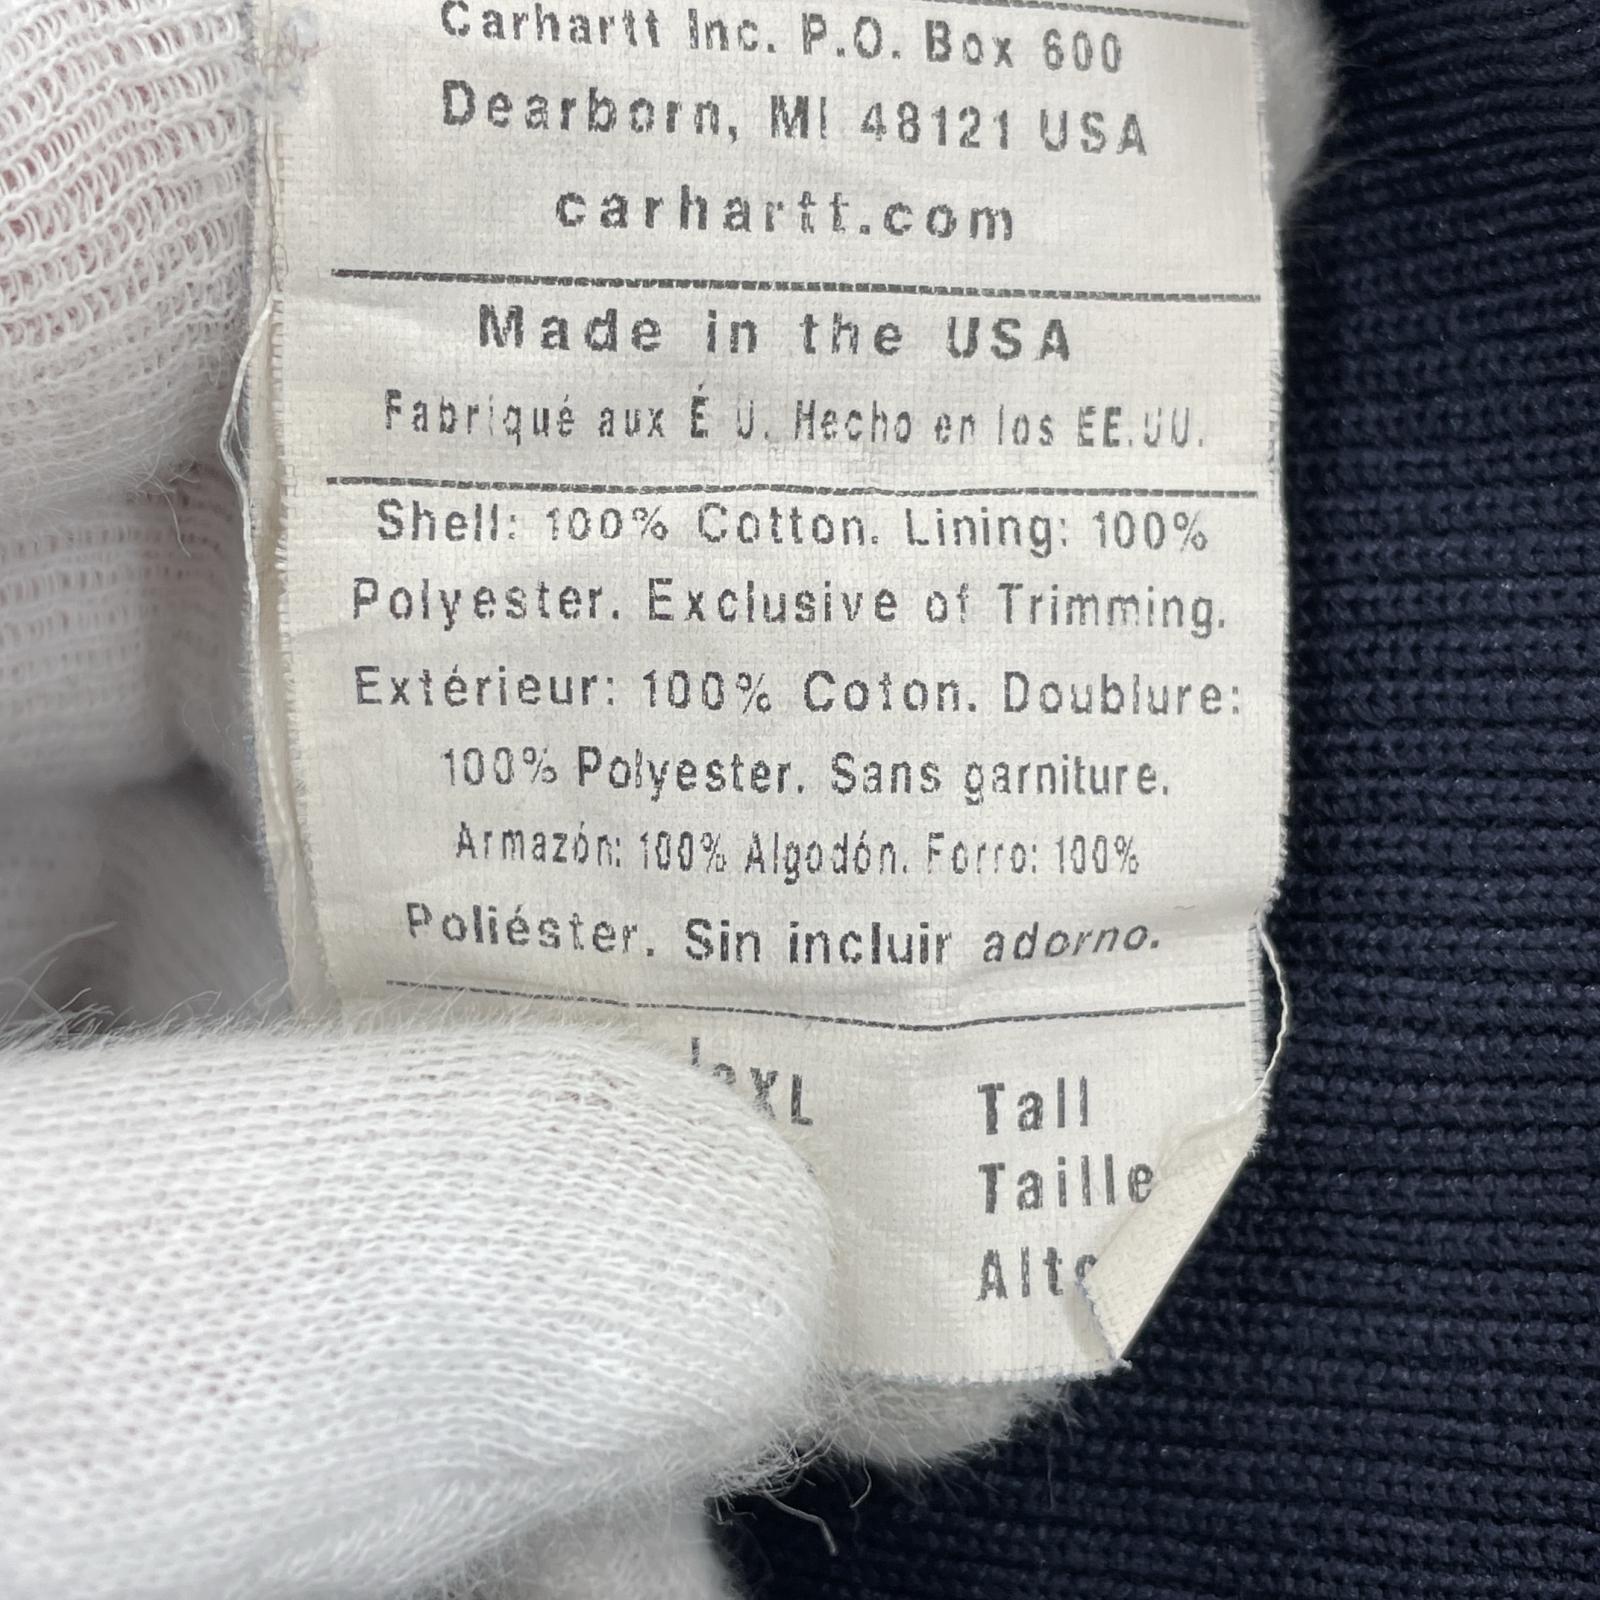 Carhartt Inc. P.O. Box 600
Dearborn, MI 48121 USA
carhartt.com
Made in the USA
Fabriqué aux É U. Hecho en los EE.UU.
Shell: 100% Cotton. Lining: 100%
Polyester. Exclusive of Trimming.
Extérieur: 100% Coton. Doublure:
100% Polyester. Sans garniture.
Armazón: 100% Algodón. Forro: 100%
Poliéster. Sin incluir adorno.
XL Tall
Taille
Alto